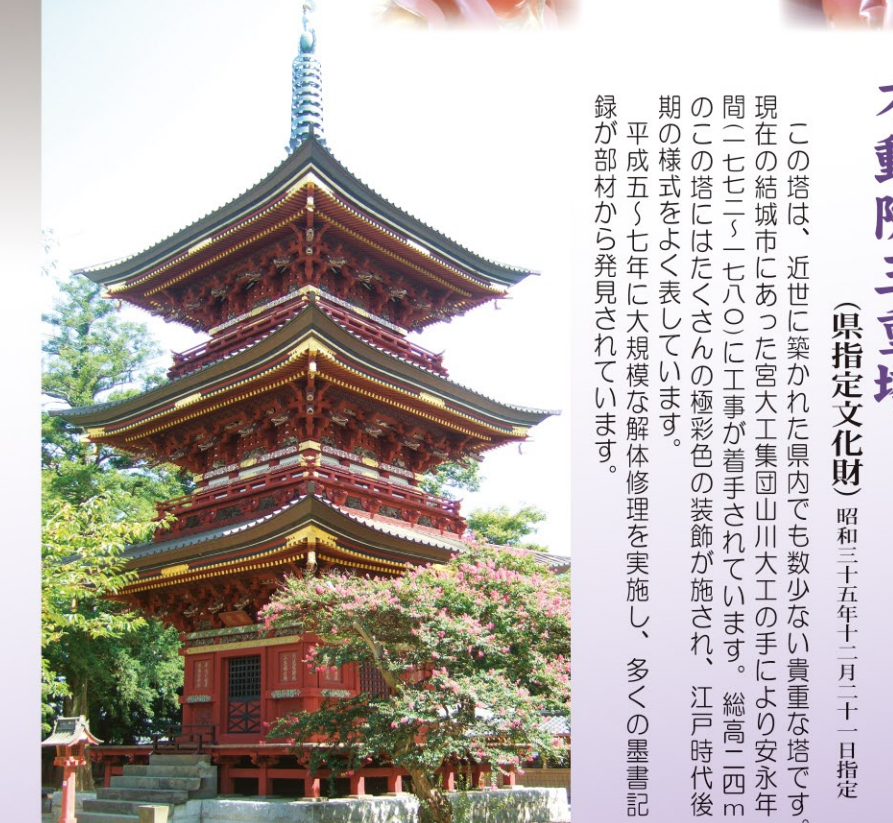 不動院三重塔
(県指定文化財) 昭和三十五年十二月二十一日指定
この塔は、近世に築かれた県内でも数少ない貴重な塔です。
現在の結城市にあった宮大工集団山川大工の手により安永年
間(一七七二〜一七八〇)に工事が着手されています。総高二四m
のこの塔にはたくさんの極彩色の装飾が施され、江戸時代後
期の様式をよく表しています。
平成五〜七年に大規模な解体修理を実施し、多くの墨書記
録が部材から発見されています。